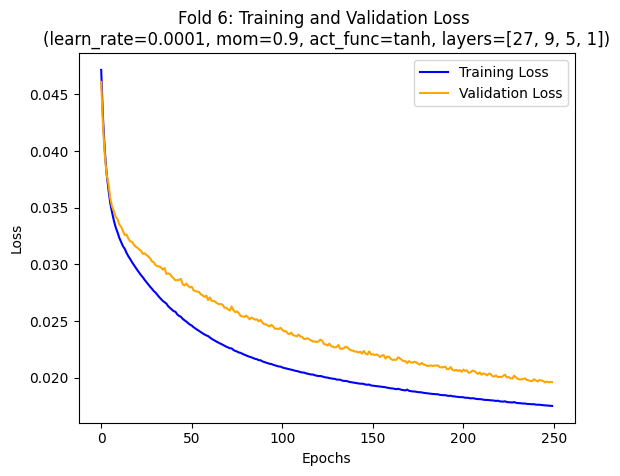 Fold 6: Training and Validation Loss
(learn_rate=0.0001, mom=0.9, act_func=tanh, layers=[27, 9, 5, 1])
Training Loss
Validation Loss
Loss
0.045
0.040
0.035
0.030
0.025
0.020
0
50
100
150
200
250
Epochs